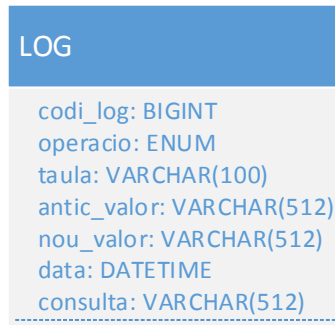 LOG
codi_log: BIGINT
operacio: ENUM
taula: VARCHAR(100)
antic_valor: VARCHAR(512)
nou_valor: VARCHAR(512)
data: DATETIME
consulta: VARCHAR(512)